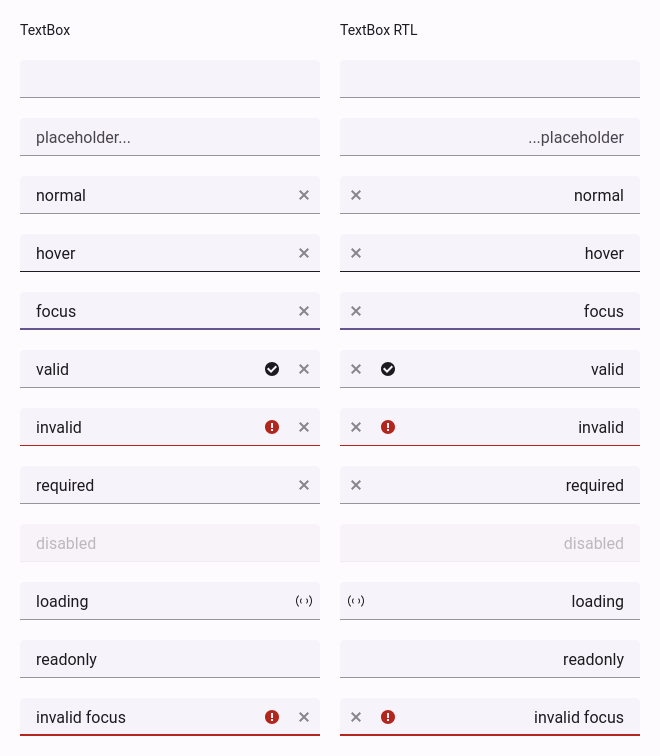 TextBox TextBox RTL
placeholder... ...placeholder
normal normal
hover hover
focus focus
valid valid
invalid invalid
required required
disabled disabled
loading loading
readonly readonly
invalid focus invalid focus